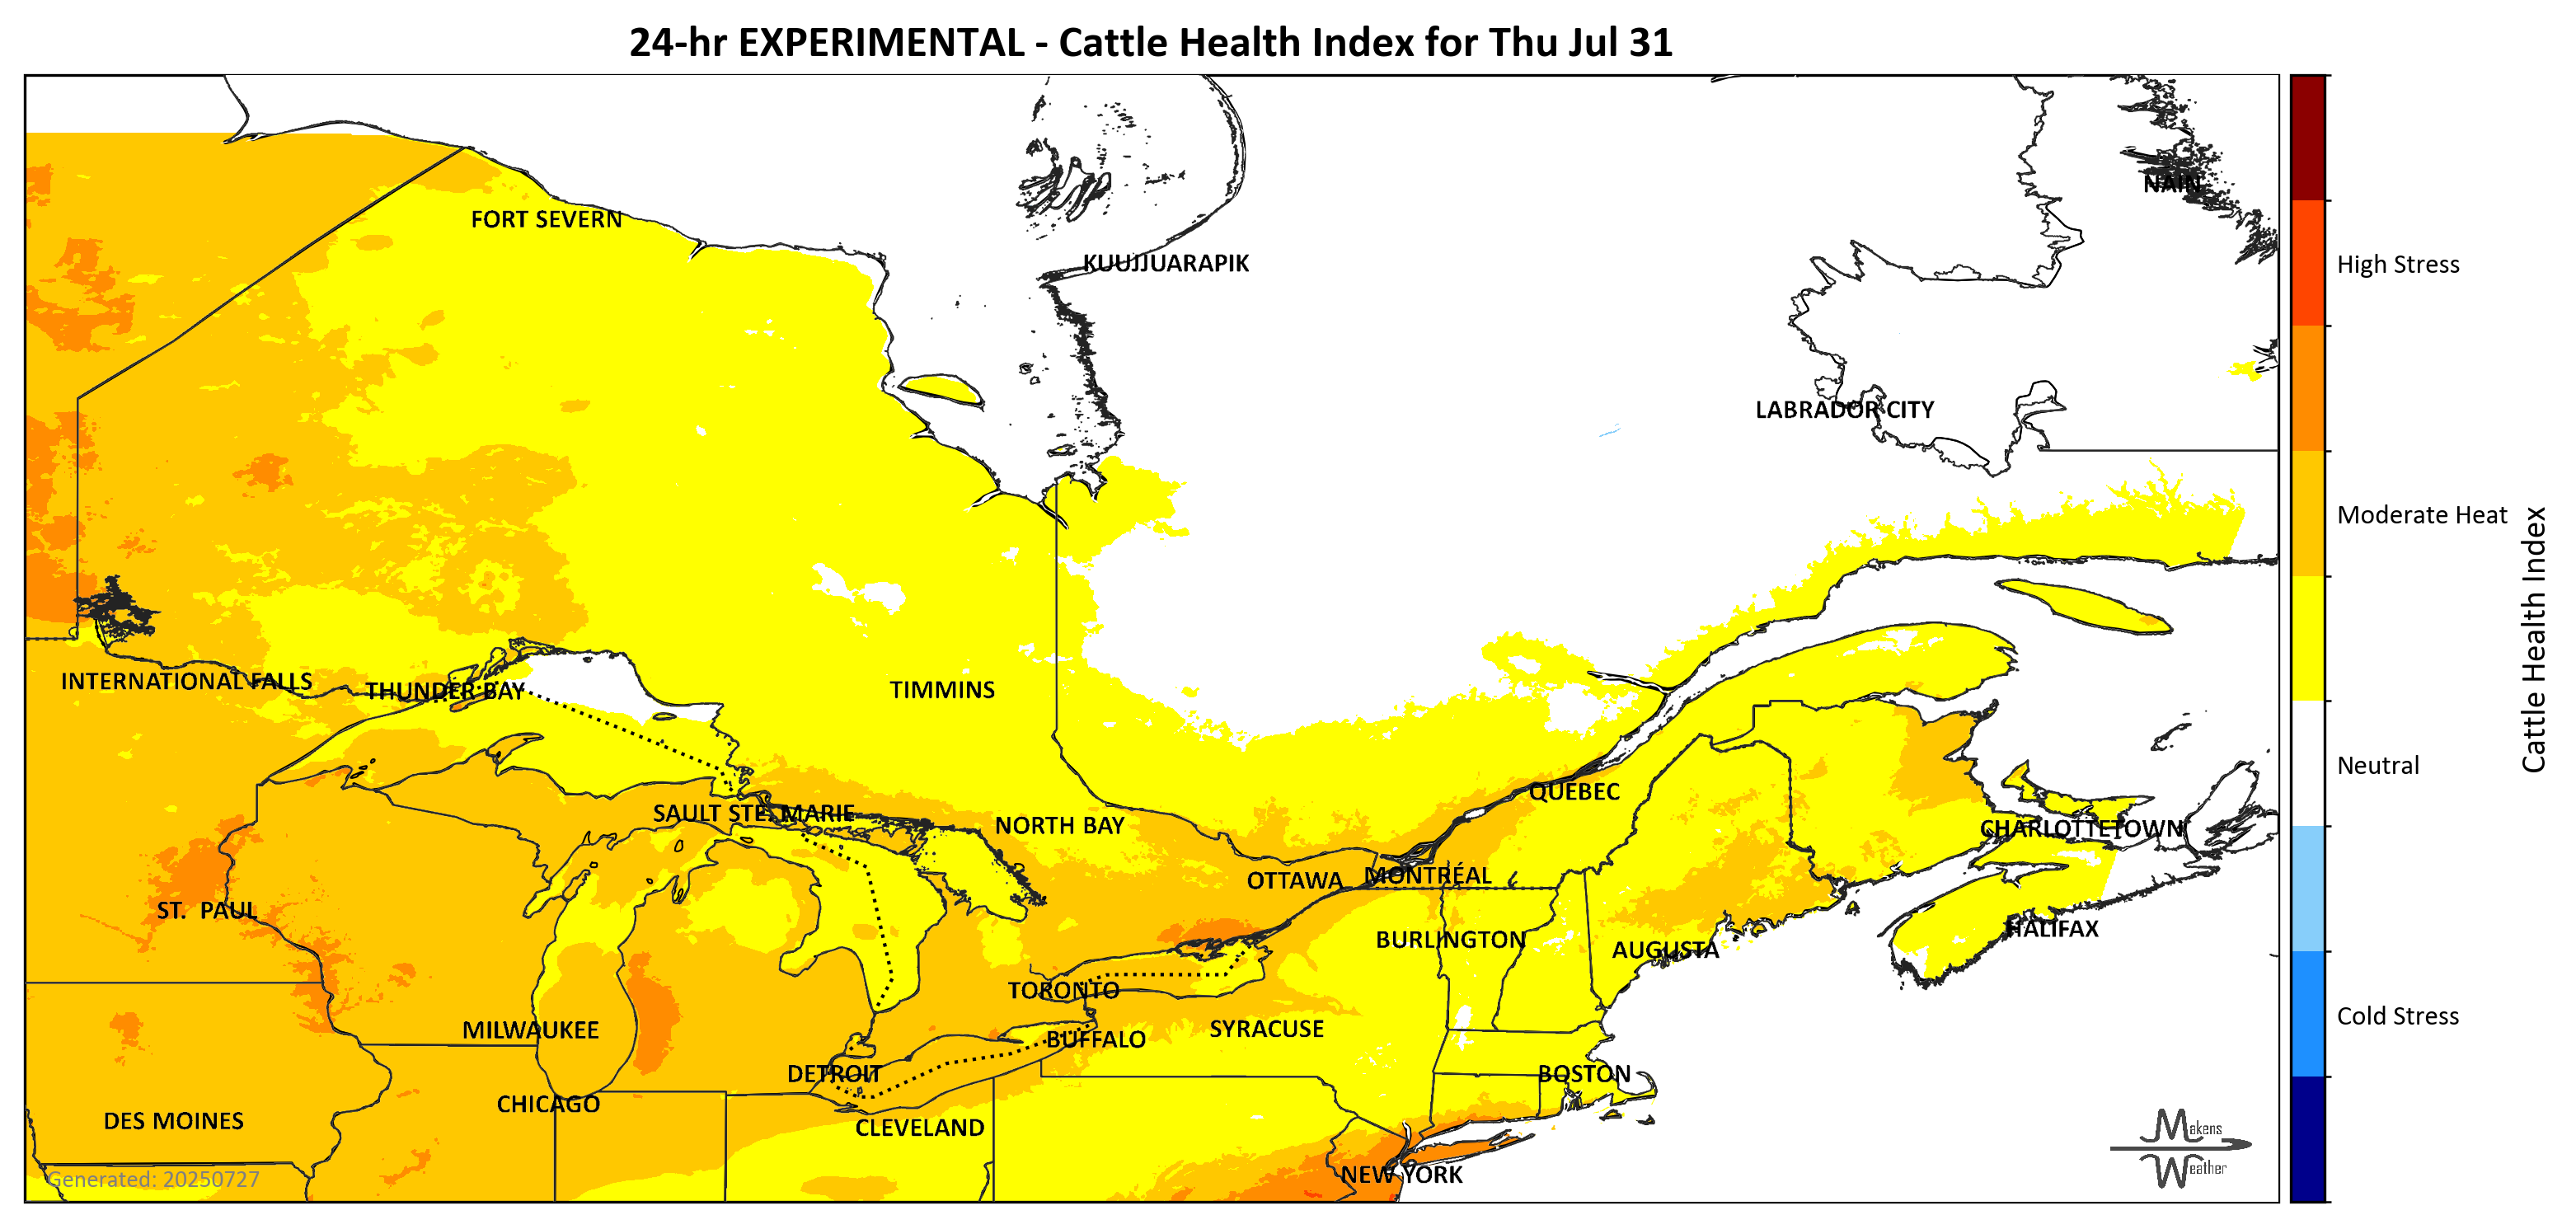 24-hr EXPERIMENTAL - Cattle Health Index for Thu Jul 31
NAIN
FORT SEVERN
KUUJJUARAPIK
High Stress
LABRADOR CITY
Moderate Heat
Cattle Health Index
INTERNATIONAL FALLS
THUNDER BAY
TIMMINS
Neutral
QUEBEC
SAULT STE. MARIE
NORTH BAY
CHARLOTTETOWN
OTTAWA
MONTRÉAL
ST. PAUL
HALIFAX
BURLINGTON
AUGUSTA
TORONTO
Cold Stress
MILWAUKEE
SYRACUSE
BUFFALO
DETROIT
BOSTON
CHICAGO
DES MOINES
CLEVELAND
Makens
Weather
NEW YORK
Generated: 20250727